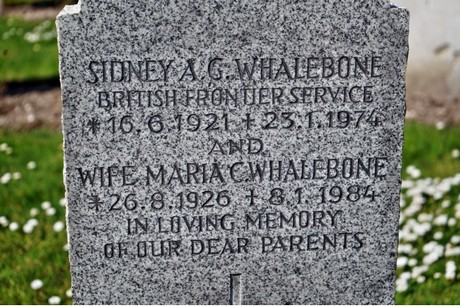 SIDNEY A.G. WHALEBONE
BRITISH FRONTIER SERVICE
*16.6.1921 ✝ 23.1.1974
AND
WIFE MARIA C WHALEBONE
*26.8.1926 ✝ 8.1.1984
IN LOVING MEMORY
OF OUR DEAR PARENTS